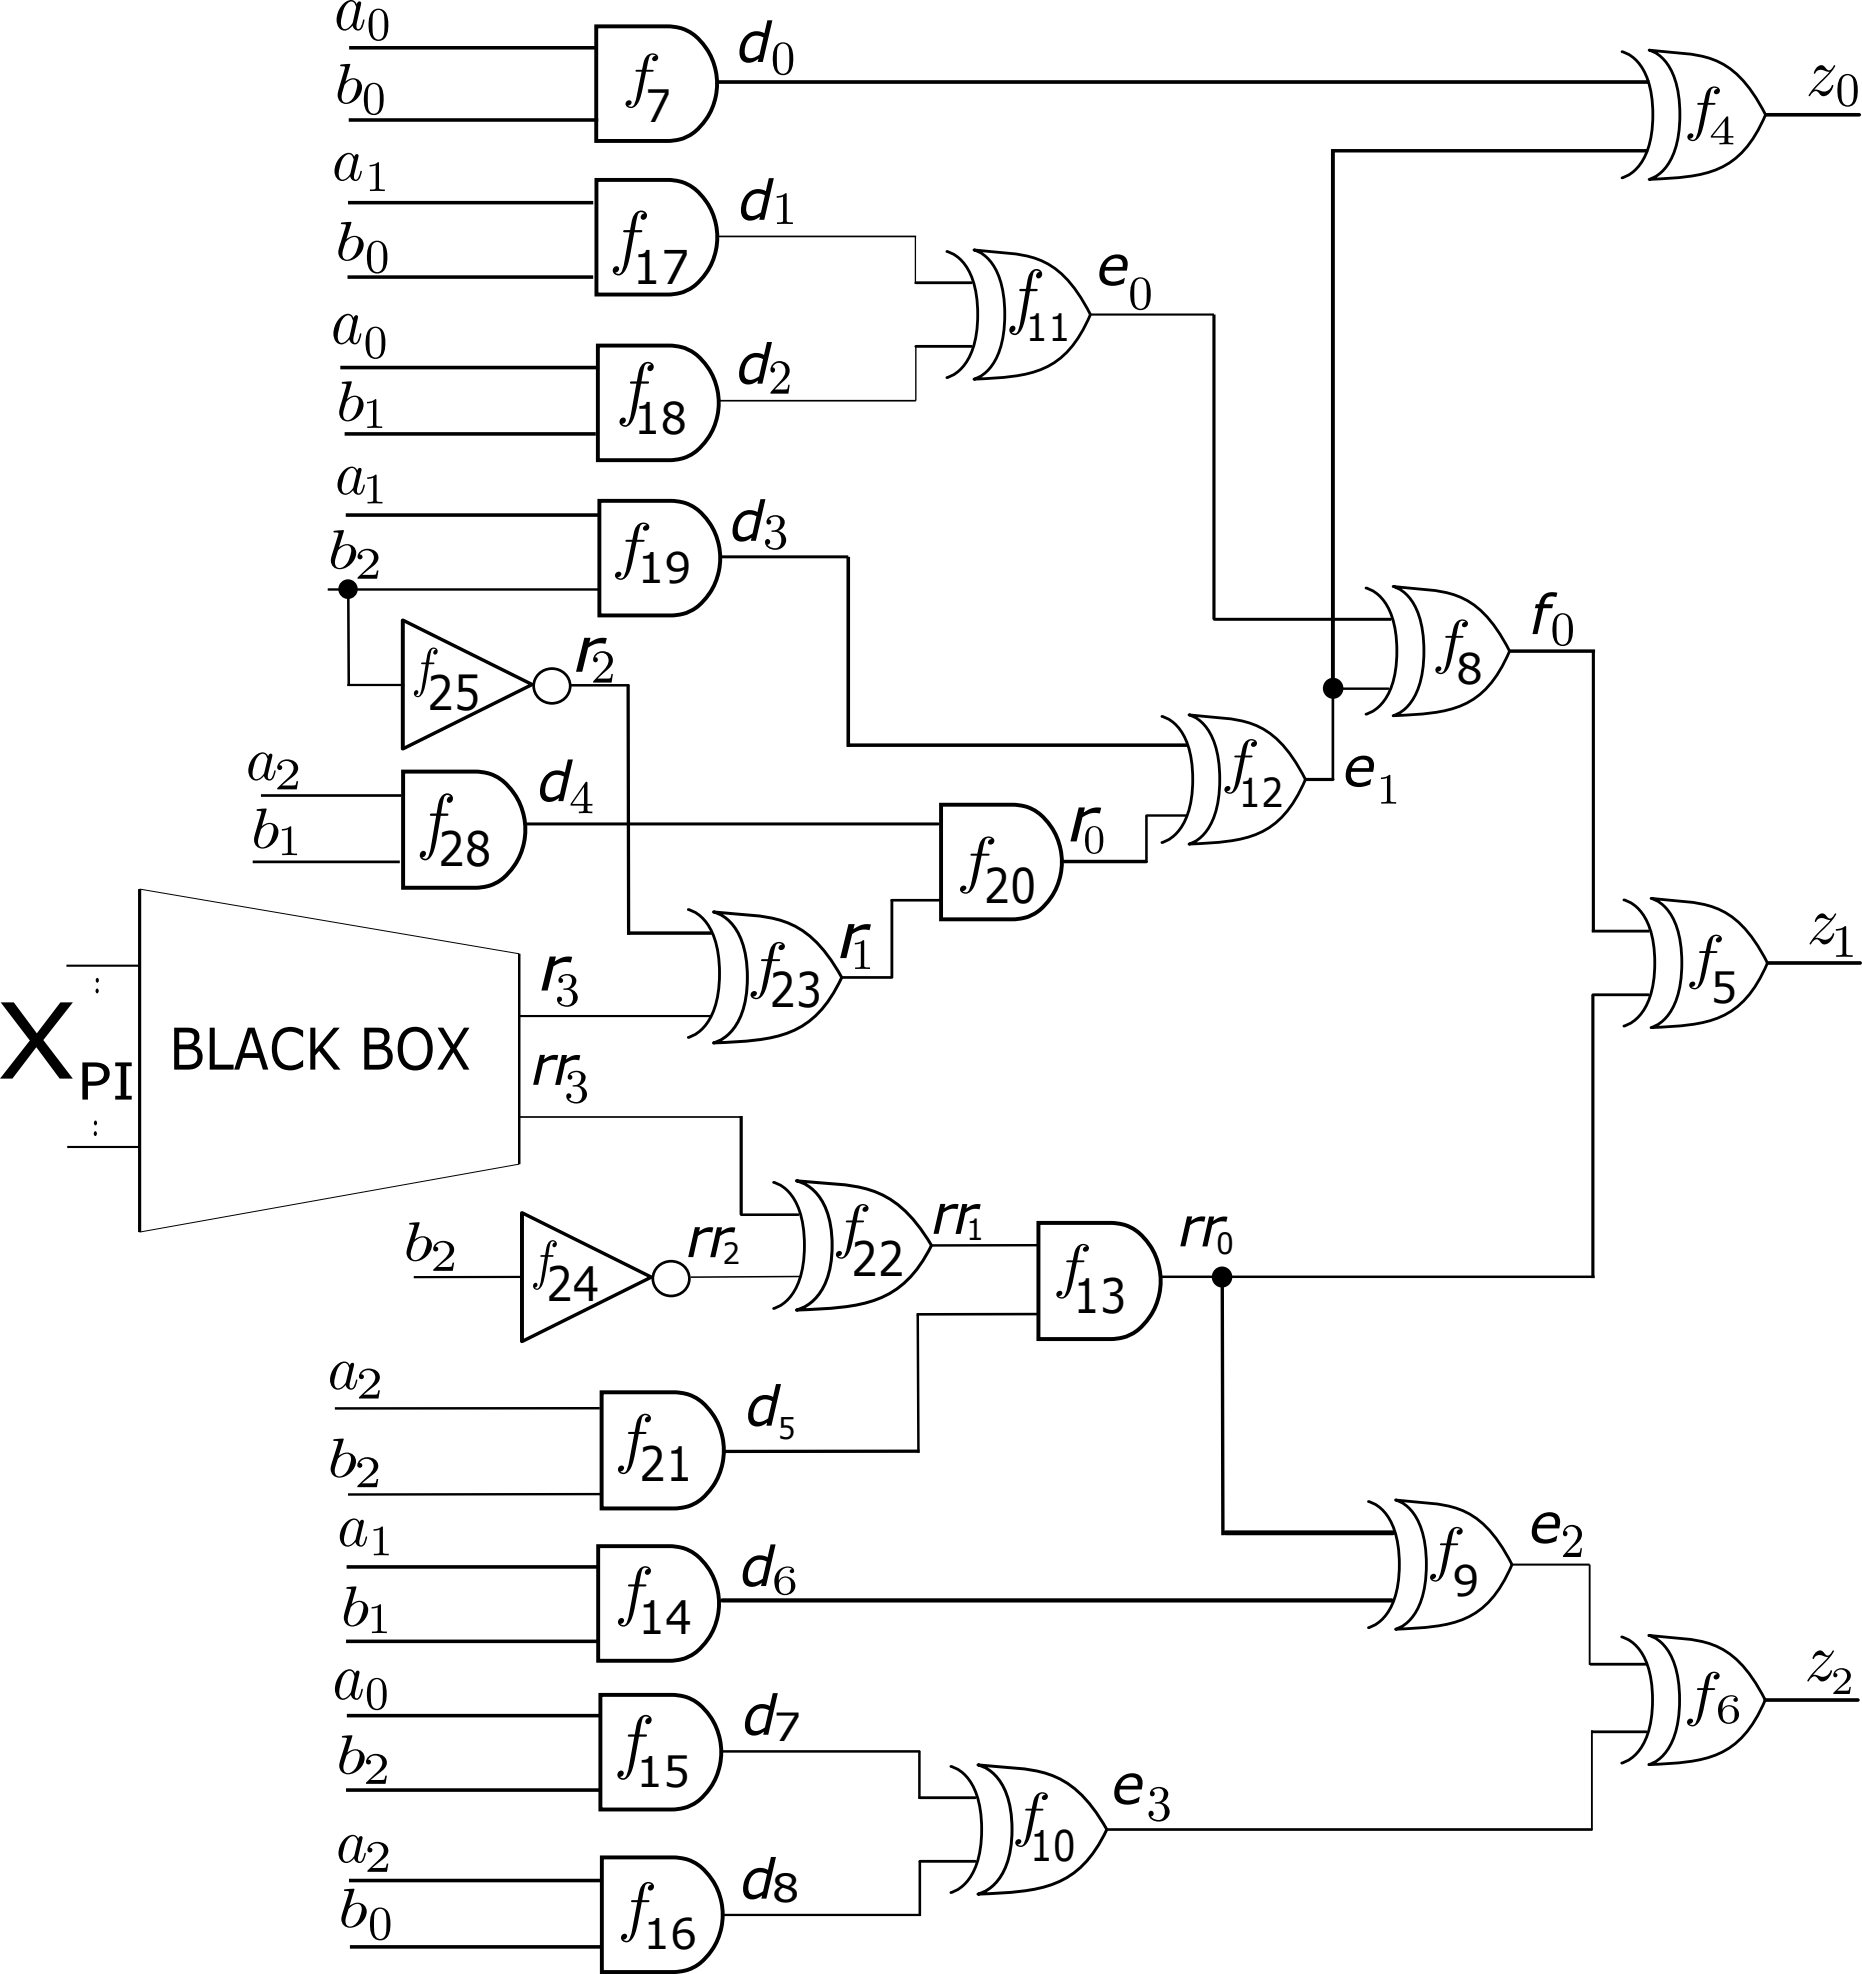 a₀
d₀
b₀
f₇
z₀
f₄
a₁
d₁
b₀
f₁₇
e₀
f₁₁
a₀
d₂
b₁
f₁₈
a₁
d₃
b₂
f₁₉
f₀
f₈
r₂
f₂₅
a₂
d₄
b₁
f₂₈
f₁₂
e₁
r₀
f₂₀
r₁
f₂₃
z₁
f₅
r₃
X_PI
:
:
BLACK BOX
rr₃
rr₁
f₂₂
rr₀
b₂
rr₂
f₂₄
f₁₃
a₂
d₅
b₂
f₂₁
a₁
d₆
b₁
f₁₄
e₂
f₉
a₀
d₇
b₂
f₁₅
z₂
f₆
e₃
f₁₀
a₂
d₈
b₀
f₁₆